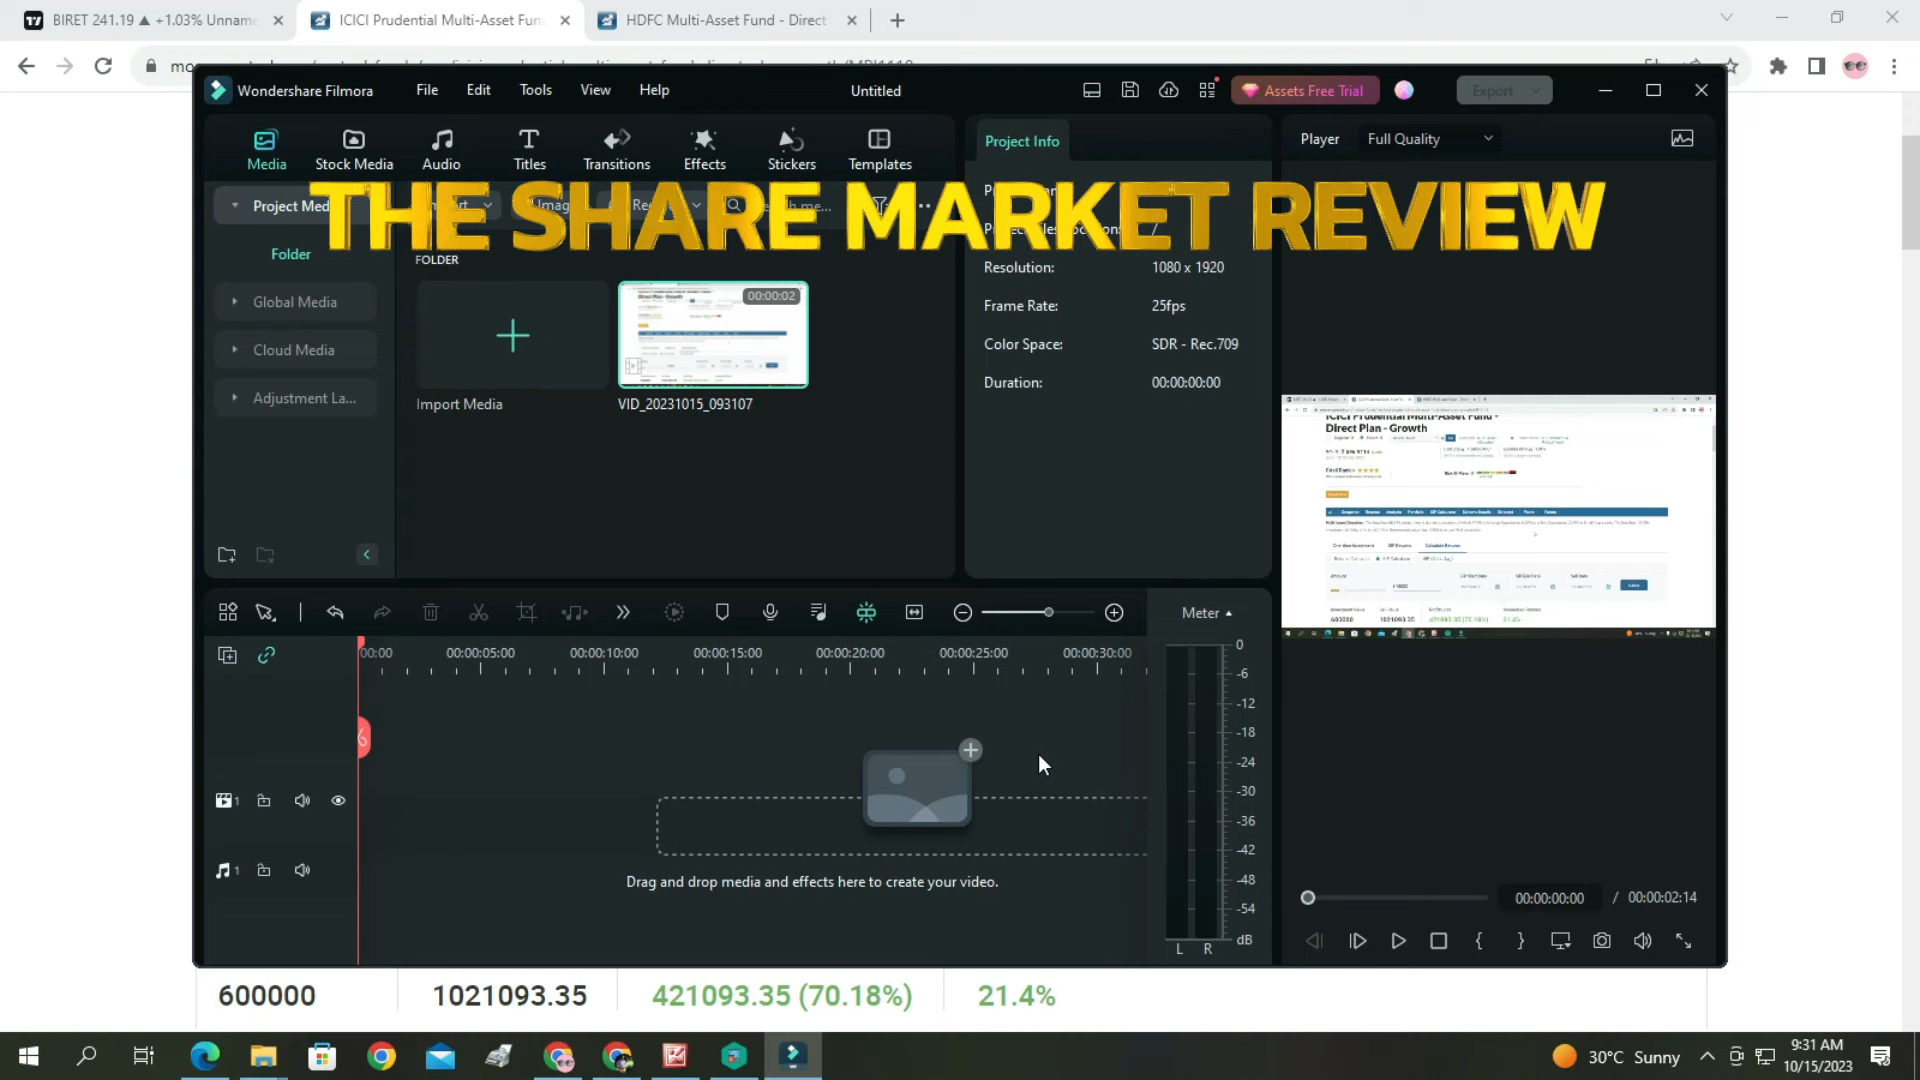 BIRET 241.19 ▲ +1.03% Unname
ICICI Prudential Multi-Asset Fun
HDFC Multi-Asset Fund - Direct
Wondershare Filmora
File Edit Tools View Help
Untitled
Assets Free Trial
Export
Media
Stock Media
Audio
Titles
Transitions
Effects
Stickers
Templates
Project Info
Player
Full Quality
THE SHARE MARKET REVIEW
Project Med
Folder
Global Media
Cloud Media
Adjustment La...
FOLDER
Import Media
00:00:02
VID_20231015_093107
Resolution: 1080 x 1920
Frame Rate: 25fps
Color Space: SDR - Rec.709
Duration: 00:00:00:00
ICICI Prudential Multi-Asset Fund -
Direct Plan - Growth
00:00 00:00:05:00 00:00:10:00 00:00:15:00 00:00:20:00 00:00:25:00 00:00:30:00
Meter
0
-6
-12
-18
-24
-30
-36
-42
-48
-54
dB
L R
1
1
Drag and drop media and effects here to create your video.
00:00:00:00 / 00:00:02:14
600000 1021093.35 421093.35 (70.18%) 21.4%
30°C Sunny
9:31 AM
10/15/2023